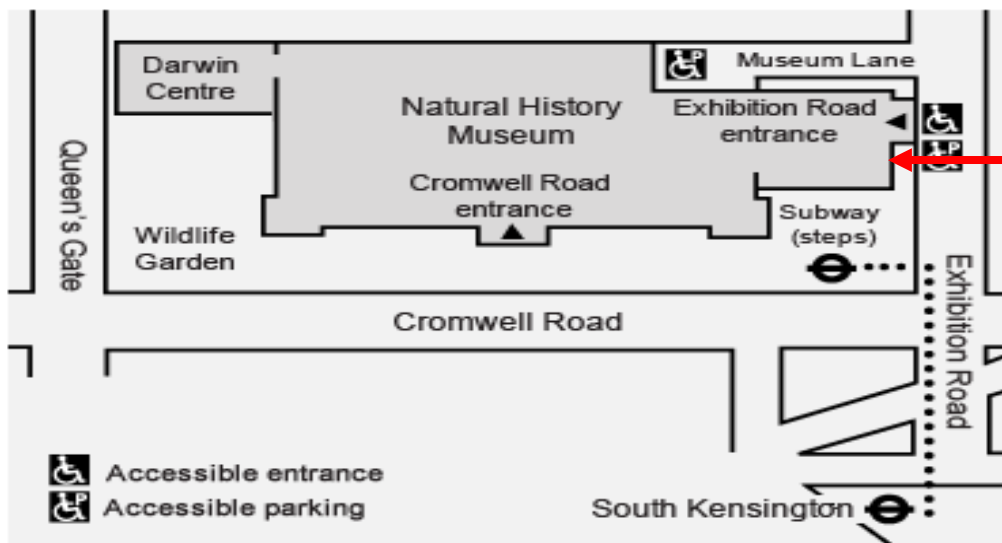 Darwin
Centre
Natural History
Museum
Museum Lane
Exhibition Road
entrance
Cromwell Road
entrance
Queen's Gate
Wildlife
Garden
Subway
(steps)
Cromwell Road
Exhibition Road
Accessible entrance
Accessible parking
South Kensington
P
P
P